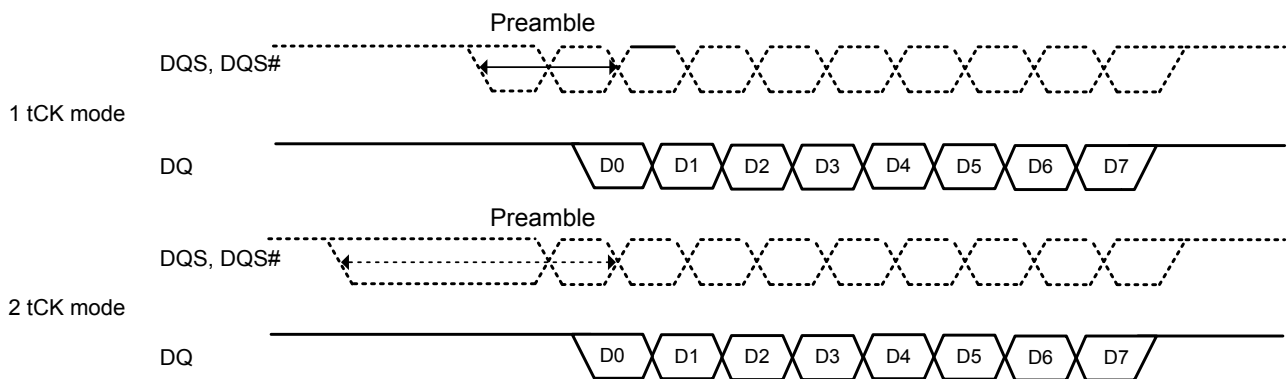 Preamble
DQS, DQS#
1 tCK mode
DQ
D0 D1 D2 D3 D4 D5 D6 D7
Preamble
DQS, DQS#
2 tCK mode
DQ
D0 D1 D2 D3 D4 D5 D6 D7